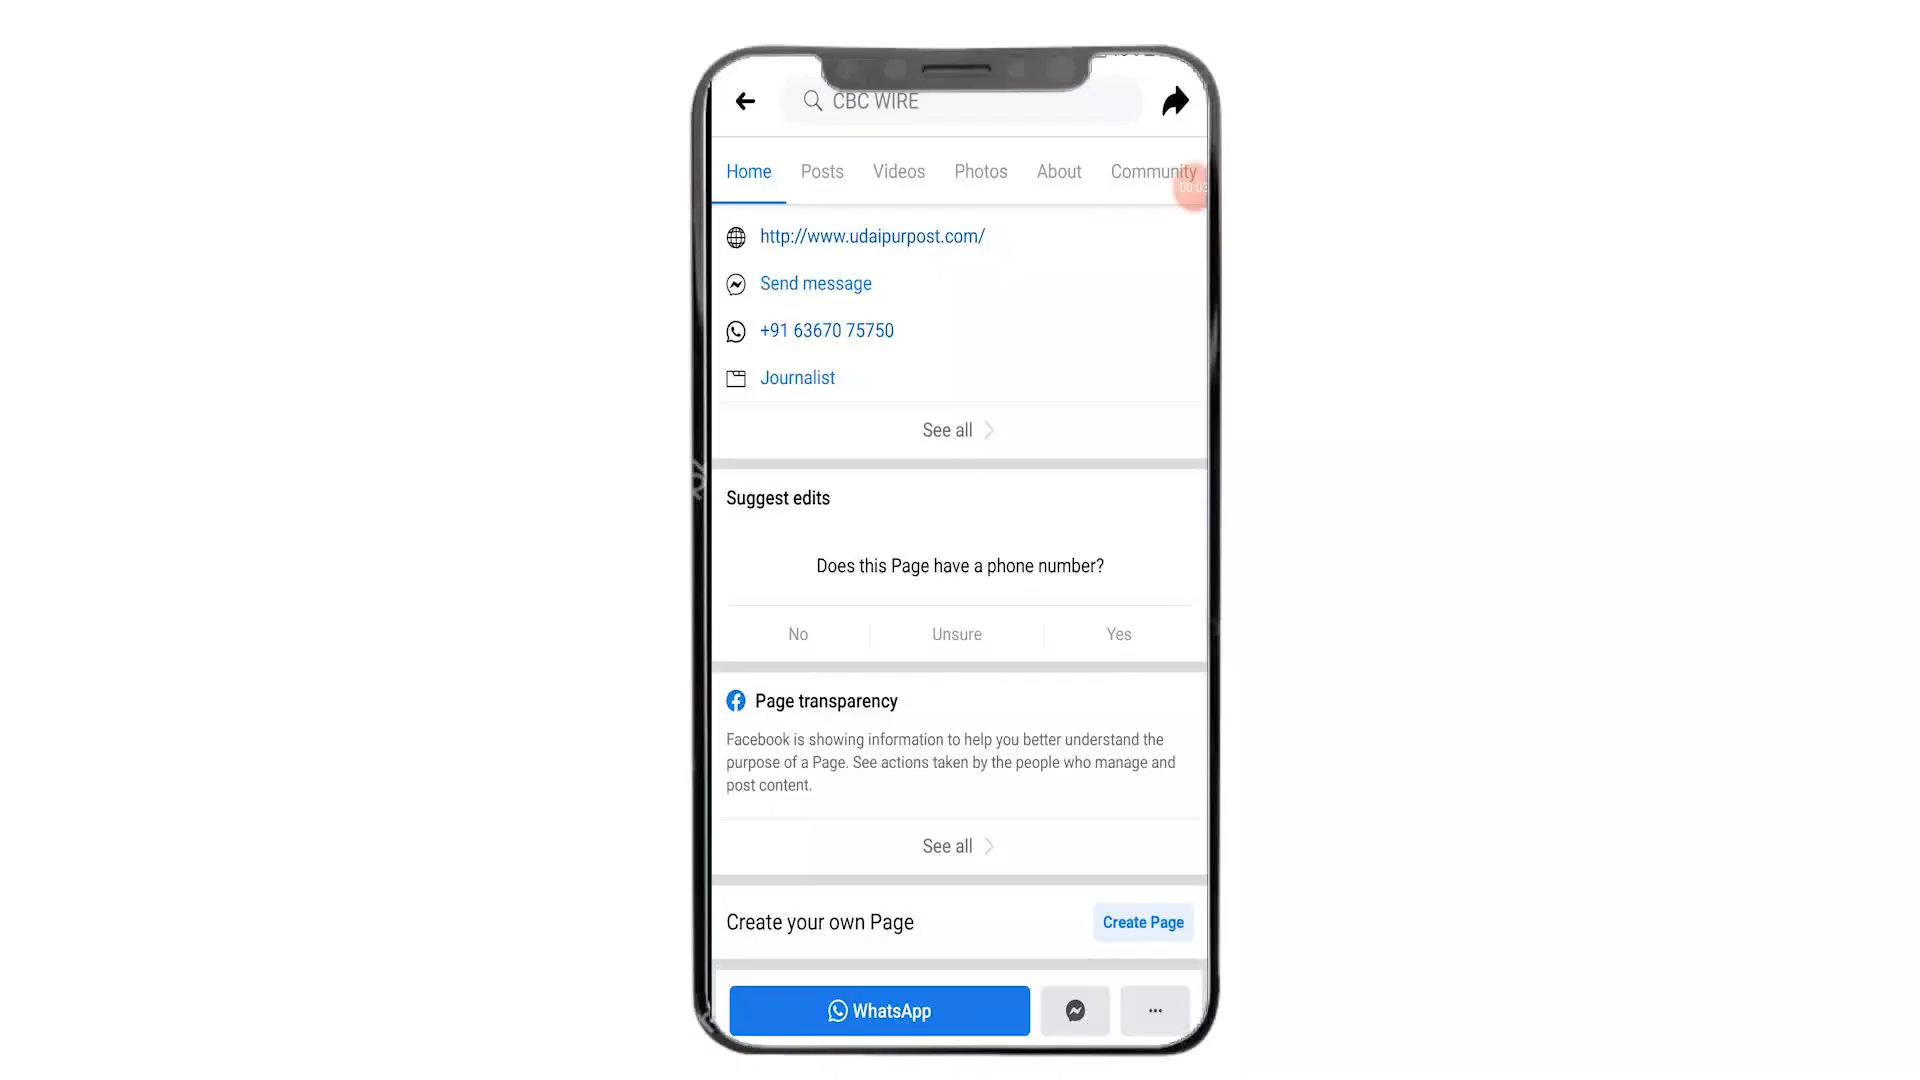 CBC WIRE
Home Posts Videos Photos About Community
00:03
http://www.udaipurpost.com/
Send message
+91 63670 75750
Journalist
See all
Suggest edits
Does this Page have a phone number?
No Unsure Yes
Page transparency
Facebook is showing information to help you better understand the
purpose of a Page. See actions taken by the people who manage and
post content.
See all
Create your own Page Create Page
WhatsApp